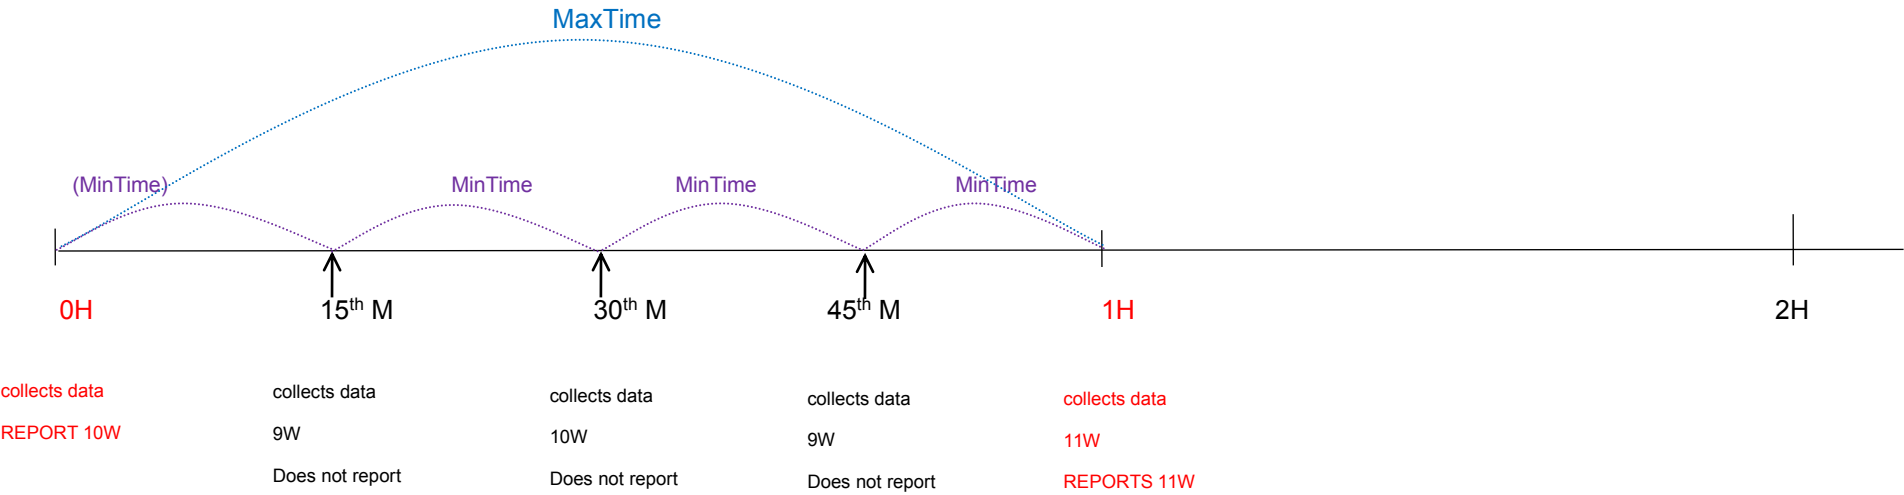 MaxTime
(MinTime)
MinTime
MinTime
MinTime
0H
15th M
30th M
45th M
1H
2H
collects data
REPORT 10W
collects data
9W
Does not report
collects data
10W
Does not report
collects data
9W
Does not report
collects data
11W
REPORTS 11W